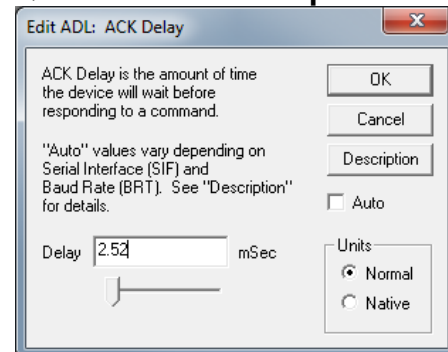 Edit ADL: ACK Delay
ACK Delay is the amount of time
the device will wait before
responding to a command.
"Auto" values vary depending on
Serial Interface (SIF) and
Baud Rate (BRT). See "Description"
for details.
Delay 2.52 mSec
OK
Cancel
Description
Auto
Units
Normal
Native